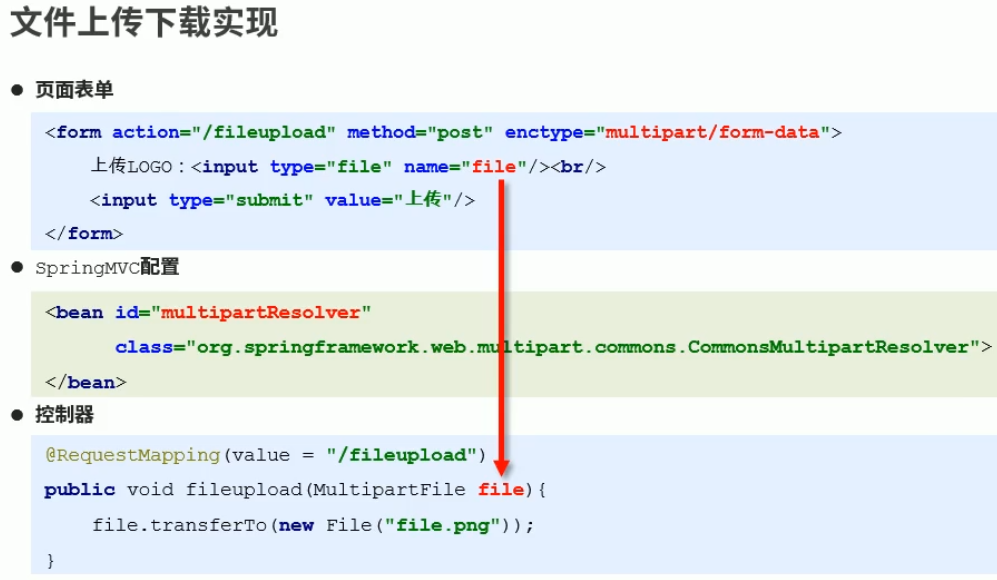 文件上传下载实现
● 页面表单
<form action="/fileupload" method="post" enctype="multipart/form-data">
上传LOGO：<input type="file" name="file"/><br/>
<input type="submit" value="上传"/>
</form>
● SpringMVC配置
<bean id="multipartResolver"
class="org.springframework.web.multipart.commons.CommonsMultipartResolver">
</bean>
● 控制器
@RequestMapping(value = "/fileupload")
public void fileupload(MultipartFile file){
file.transferTo(new File("file.png"));
}